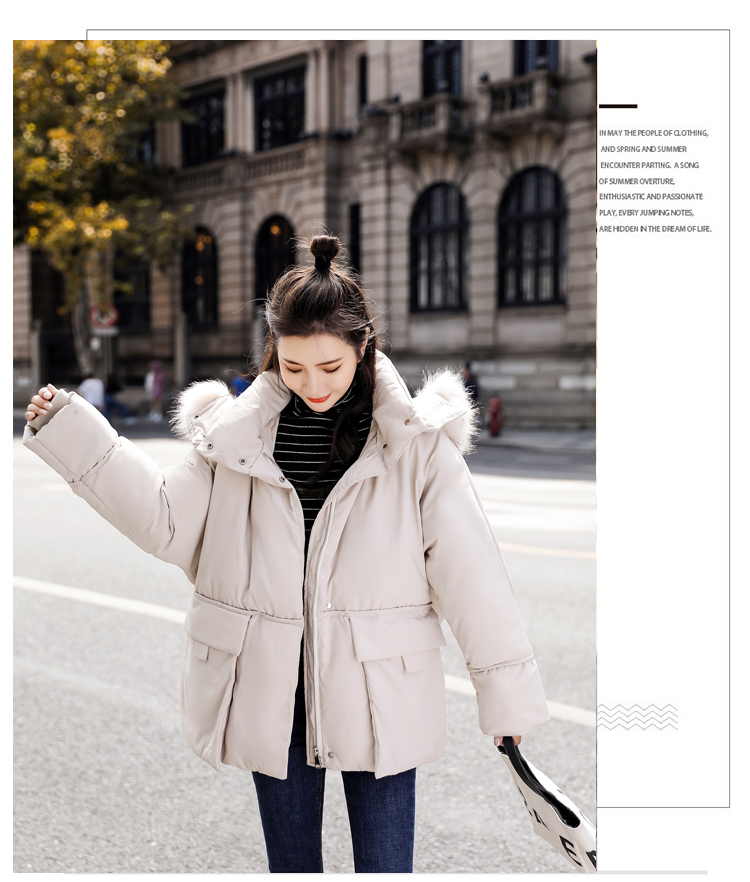 IN MAY THE PEOPLE OF CLOTHING,
AND SPRING AND SUMMER
ENCOUNTER PARTING. A SONG
OF SUMMER OVERTURE,
ENTHUSIASTIC AND PASSIONATE
PLAY, EVERY JUMPING NOTES,
ARE HIDDEN IN THE DREAM OF LIFE.